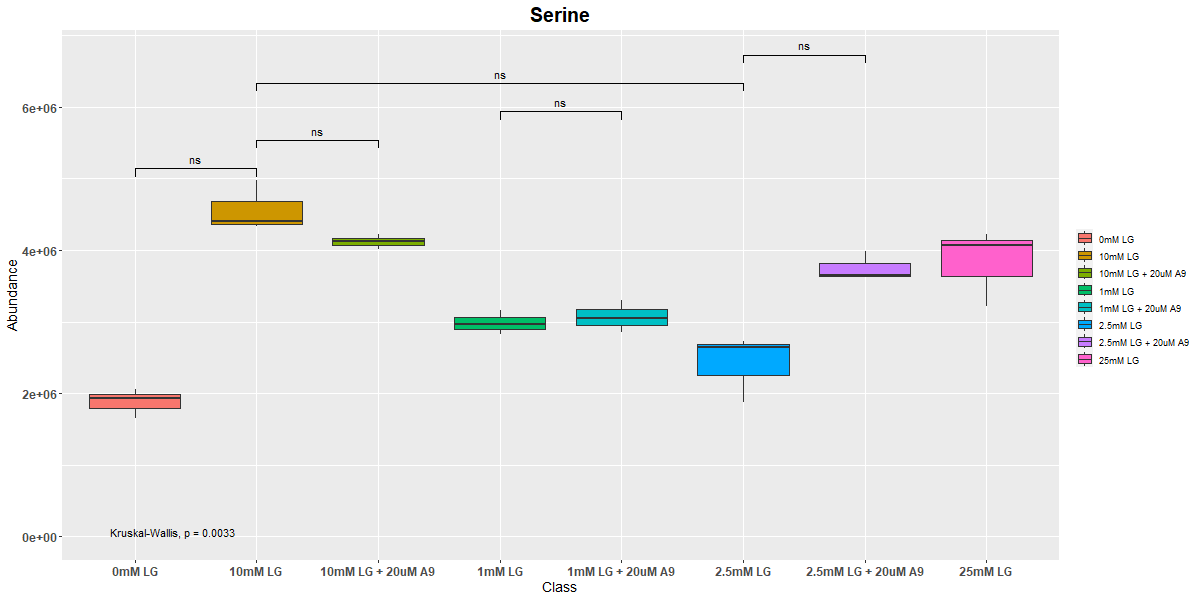 Serine
Abundance
6e+06
4e+06
2e+06
0e+00
ns
ns
ns
ns
ns
Kruskal-Wallis, p = 0.0033
0mM LG
10mM LG
10mM LG + 20uM A9
1mM LG
1mM LG + 20uM A9
2.5mM LG
2.5mM LG + 20uM A9
25mM LG
Class
0mM LG
10mM LG
10mM LG + 20uM A9
1mM LG
1mM LG + 20uM A9
2.5mM LG
2.5mM LG + 20uM A9
25mM LG